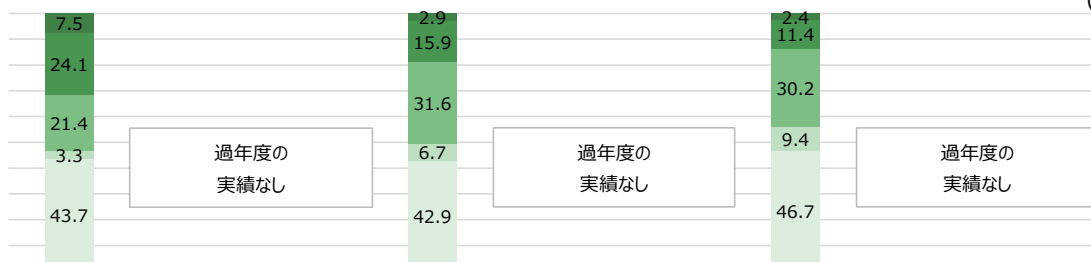 7.5
24.1
21.4
3.3
43.7
過年度の
実績なし
2.9
15.9
31.6
6.7
42.9
過年度の
実績なし
2.4
11.4
30.2
9.4
46.7
過年度の
実績なし